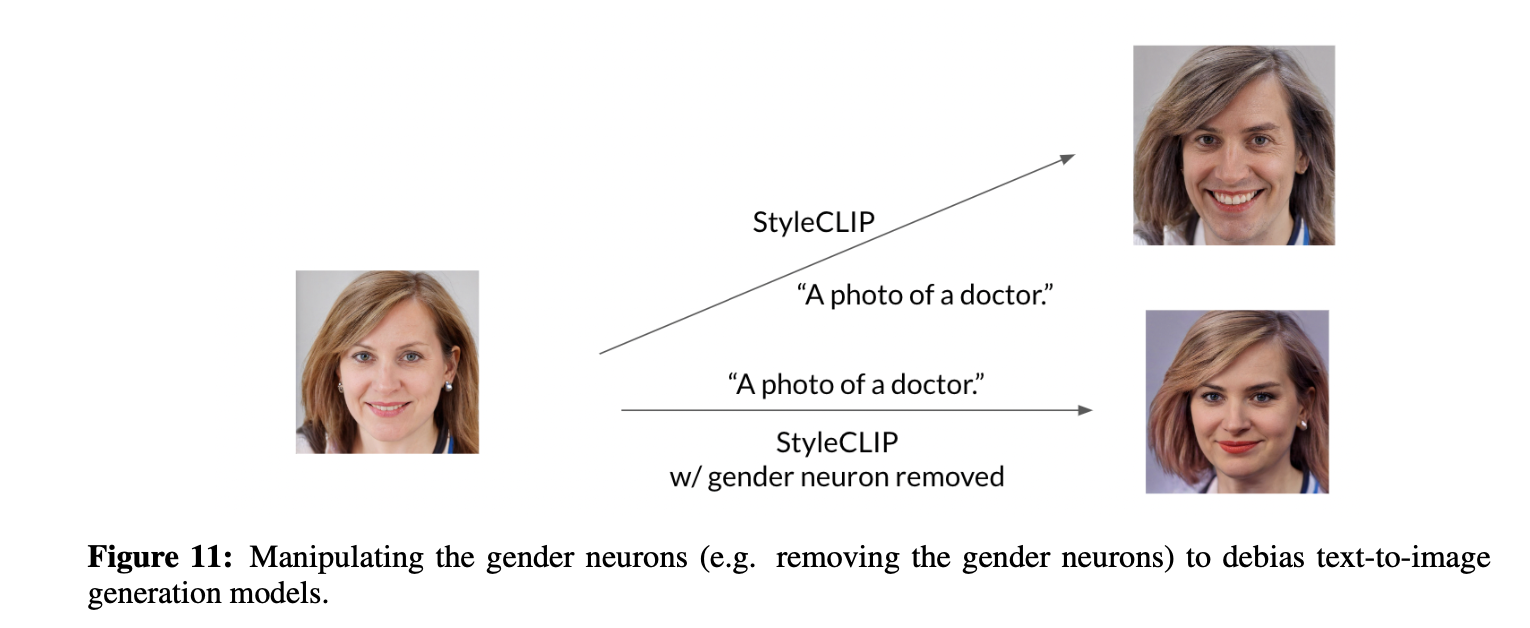 StyleCLIP
“A photo of a doctor.”
“A photo of a doctor.”
StyleCLIP
w/ gender neuron removed
Figure 11: Manipulating the gender neurons (e.g. removing the gender neurons) to debias text-to-image
generation models.